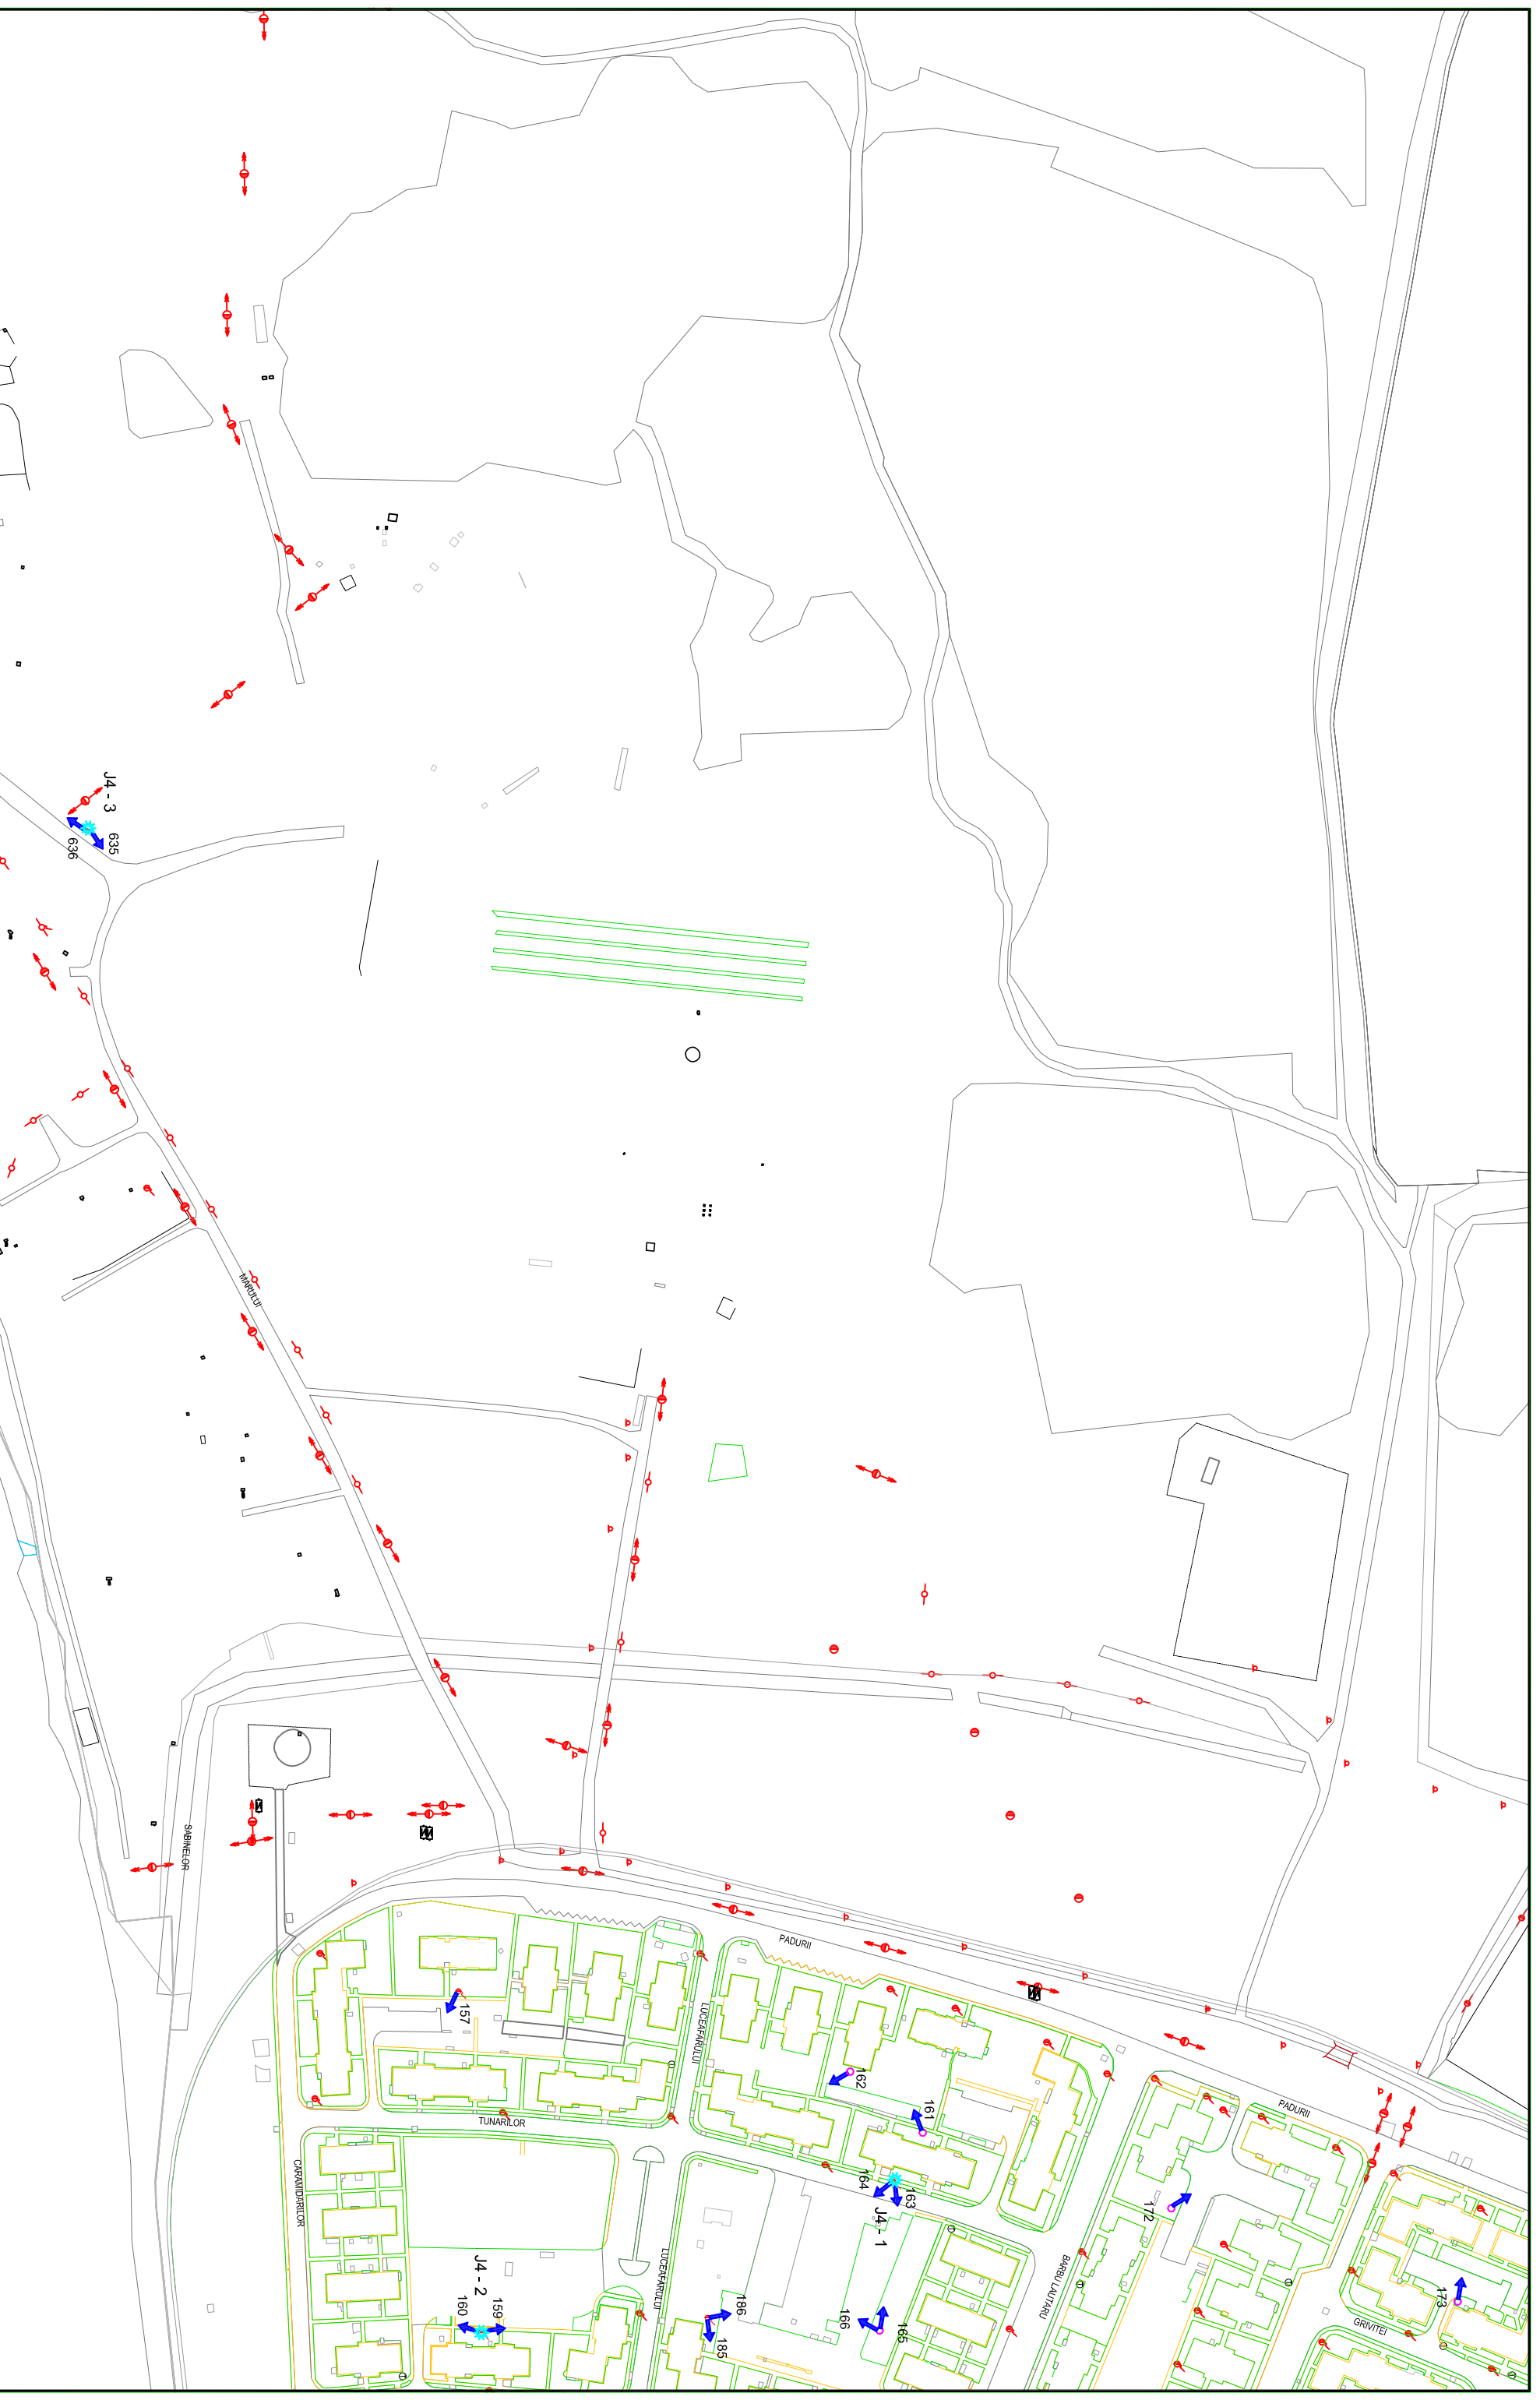 J4 - 3
635
636
MARULUI
SABINELOR
PADURII
LUCEAFARULUI
157
162
161
TUNARILOR
PADURII
164
163
J4 - 1
172
CARAMIDARILOR
LUCEAFARULUI
BARBU LAUTARU
J4 - 2
159
160
186
185
166
165
173
GRIVITEI